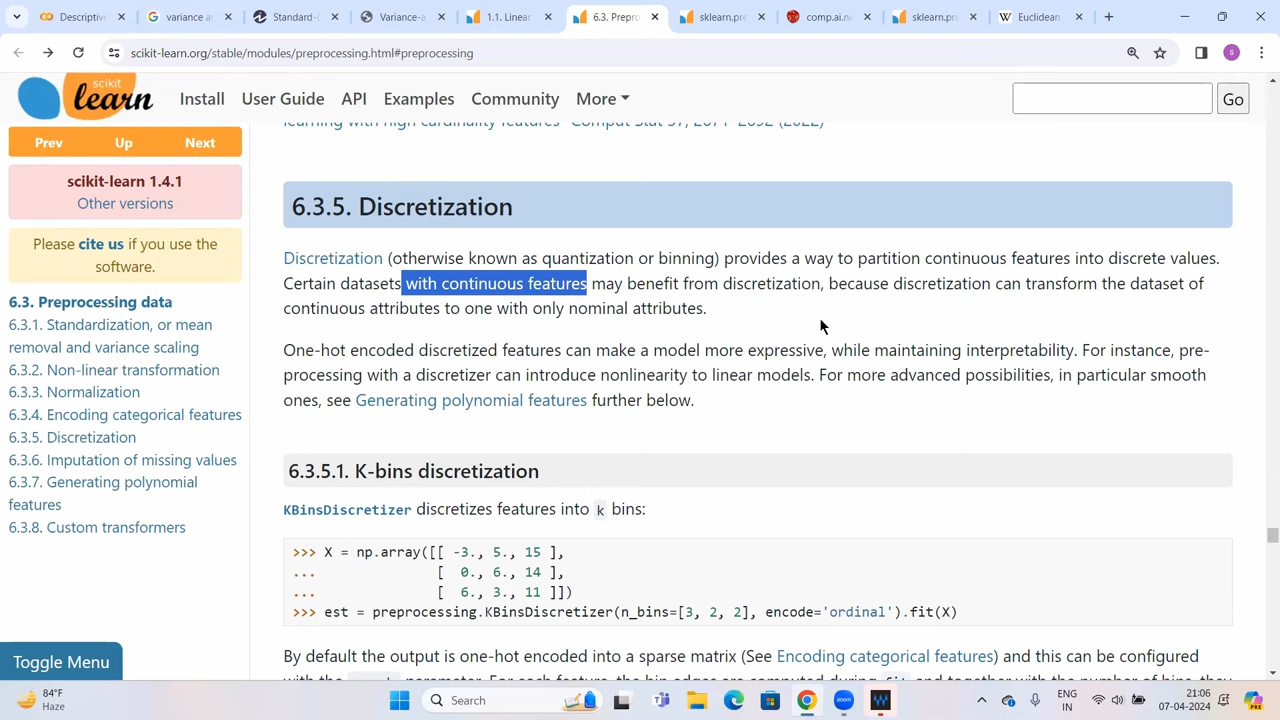 Descriptiv
variance a
Standard-D
Variance-a
1.1. Linear
6.3. Prepro
sklearn.pre
comp.ai.ne
sklearn.pre
Euclidean
scikit-learn.org/stable/modules/preprocessing.html#preprocessing
s
scikit
learn
Install
User Guide
API
Examples
Community
More
Go
Prev
Up
Next
scikit-learn 1.4.1
Other versions
Please cite us if you use the
software.
6.3. Preprocessing data
6.3.1. Standardization, or mean
removal and variance scaling
6.3.2. Non-linear transformation
6.3.3. Normalization
6.3.4. Encoding categorical features
6.3.5. Discretization
6.3.6. Imputation of missing values
6.3.7. Generating polynomial
features
6.3.8. Custom transformers
Toggle Menu
learning with high cardinality features" Comput Stat 37, 2671–2692 (2022)
6.3.5. Discretization
Discretization (otherwise known as quantization or binning) provides a way to partition continuous features into discrete values.
Certain datasets with continuous features may benefit from discretization, because discretization can transform the dataset of
continuous attributes to one with only nominal attributes.
One-hot encoded discretized features can make a model more expressive, while maintaining interpretability. For instance, pre-
processing with a discretizer can introduce nonlinearity to linear models. For more advanced possibilities, in particular smooth
ones, see Generating polynomial features further below.
6.3.5.1. K-bins discretization
KBinsDiscretizer discretizes features into k bins:
>>> X = np.array([[ -3., 5., 15 ],
... [ 0., 6., 14 ],
... [ 6., 3., 11 ]])
>>> est = preprocessing.KBinsDiscretizer(n_bins=[3, 2, 2], encode='ordinal').fit(X)
By default the output is one-hot encoded into a sparse matrix (See Encoding categorical features) and this can be configured
84°F
Haze
Search
ENG
IN
21:06
07-04-2024